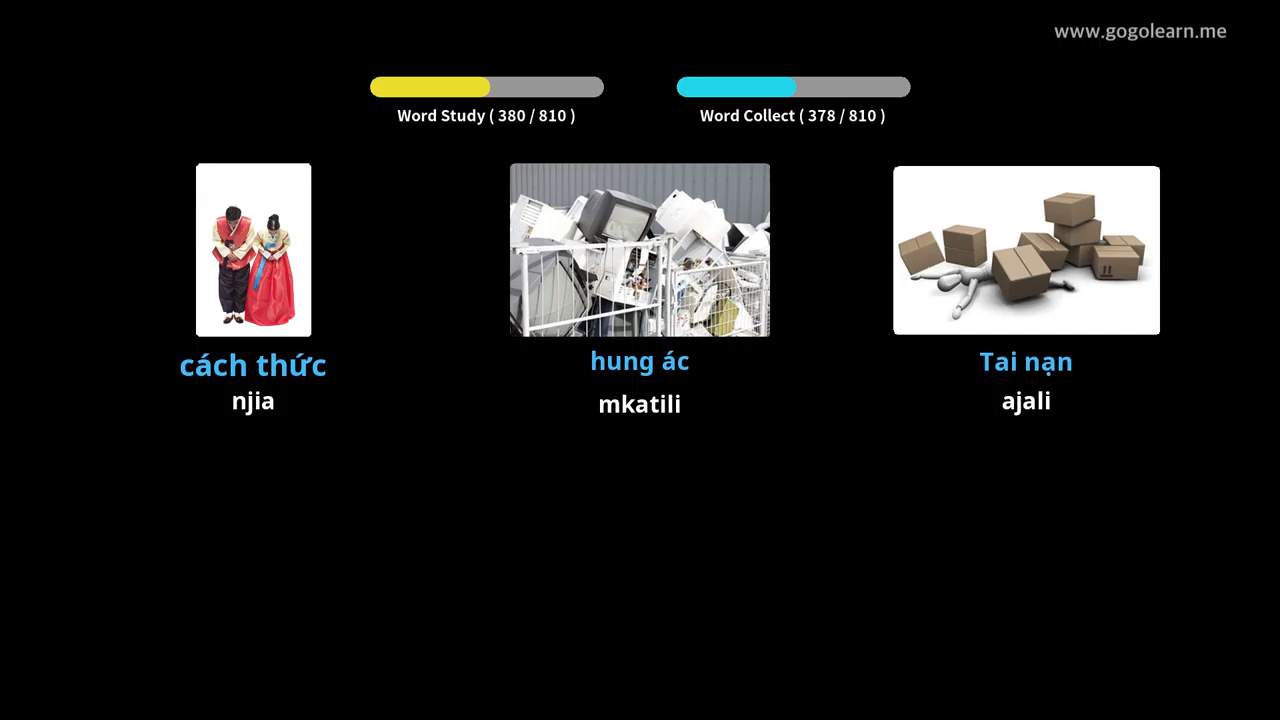 www.gogolearn.me
Word Study ( 380 / 810 )
Word Collect ( 378 / 810 )
cách thức
njia
hung ác
mkatili
Tai nạn
ajali